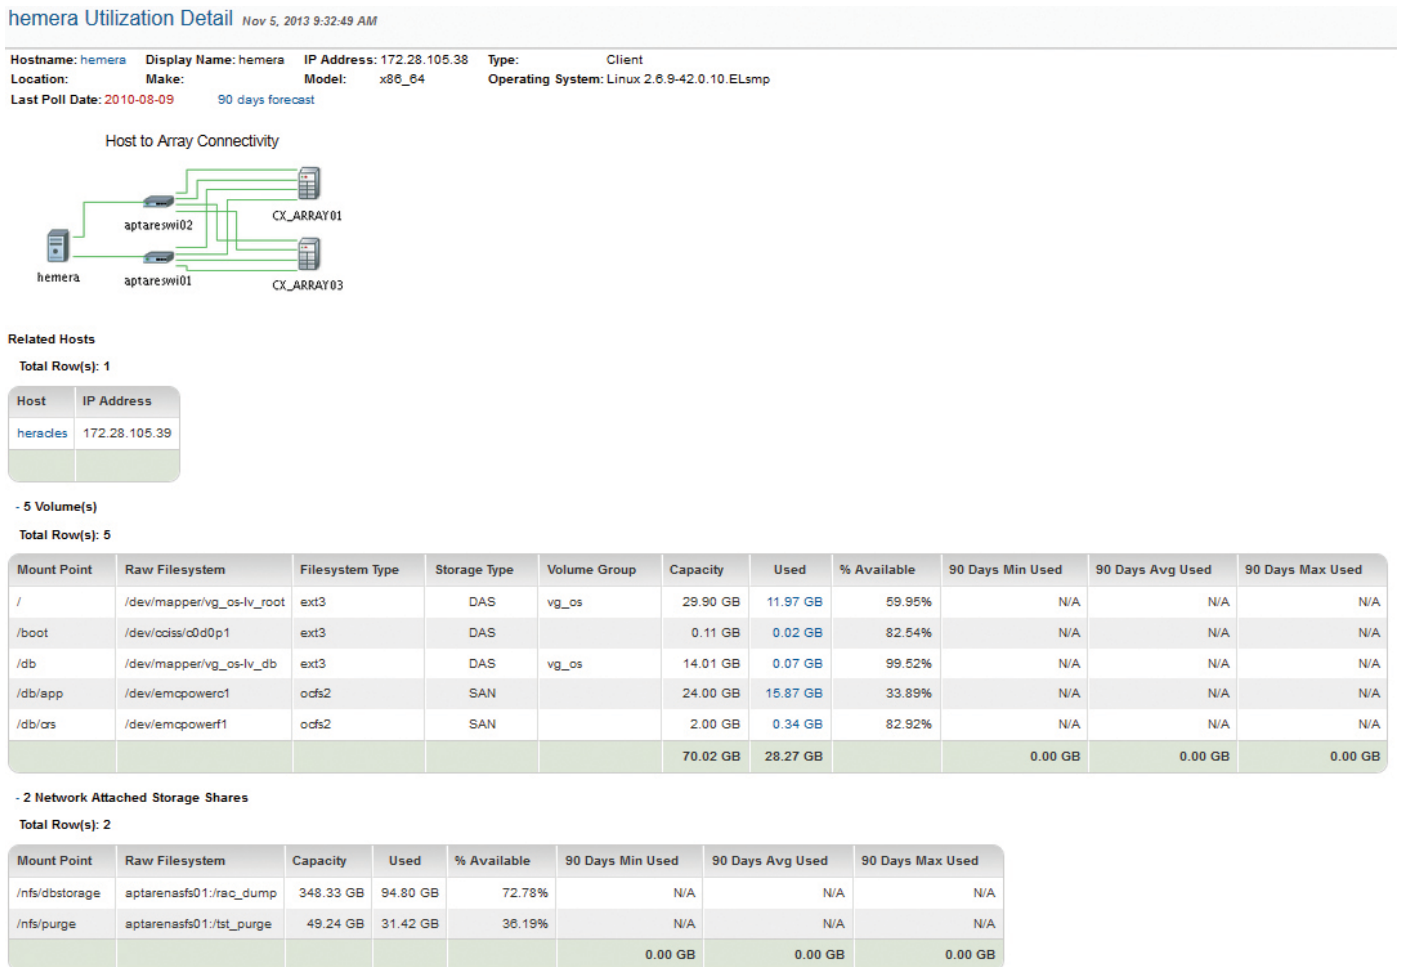 hemera Utilization Detail Nov 5, 2013 9:32:49 AM
Hostname: hemera Display Name: hemera IP Address: 172.28.105.38 Type: Client
Location: Make: Model: x86_64 Operating System: Linux 2.6.9-42.0.10.ELsmp
Last Poll Date: 2010-08-09 90 days forecast
Host to Array Connectivity
CX_ARRAY01
aptareswi02
hemera
aptareswi01
CX_ARRAY03
Related Hosts
Total Row(s): 1
Host IP Address
heracles 172.28.105.39
- 5 Volume(s)
Total Row(s): 5
Mount Point Raw Filesystem Filesystem Type Storage Type Volume Group Capacity Used % Available 90 Days Min Used 90 Days Avg Used 90 Days Max Used
/ /dev/mapper/vg_os-lv_root ext3 DAS vg_os 29.90 GB 11.97 GB 59.95% N/A N/A N/A
/boot /dev/cciss/c0d0p1 ext3 DAS 0.11 GB 0.02 GB 82.54% N/A N/A N/A
/db /dev/mapper/vg_os-lv_db ext3 DAS vg_os 14.01 GB 0.07 GB 99.52% N/A N/A N/A
/db/app /dev/emcpowerc1 ocfs2 SAN 24.00 GB 15.87 GB 33.89% N/A N/A N/A
/db/crs /dev/emcpowerf1 ocfs2 SAN 2.00 GB 0.34 GB 82.92% N/A N/A N/A
70.02 GB 28.27 GB 0.00 GB 0.00 GB 0.00 GB
- 2 Network Attached Storage Shares
Total Row(s): 2
Mount Point Raw Filesystem Capacity Used % Available 90 Days Min Used 90 Days Avg Used 90 Days Max Used
/nfs/dbstorage aptarenasfs01:/rac_dump 348.33 GB 94.80 GB 72.78% N/A N/A N/A
/nfs/purge aptarenasfs01:/tst_purge 49.24 GB 31.42 GB 36.19% N/A N/A N/A
0.00 GB 0.00 GB 0.00 GB